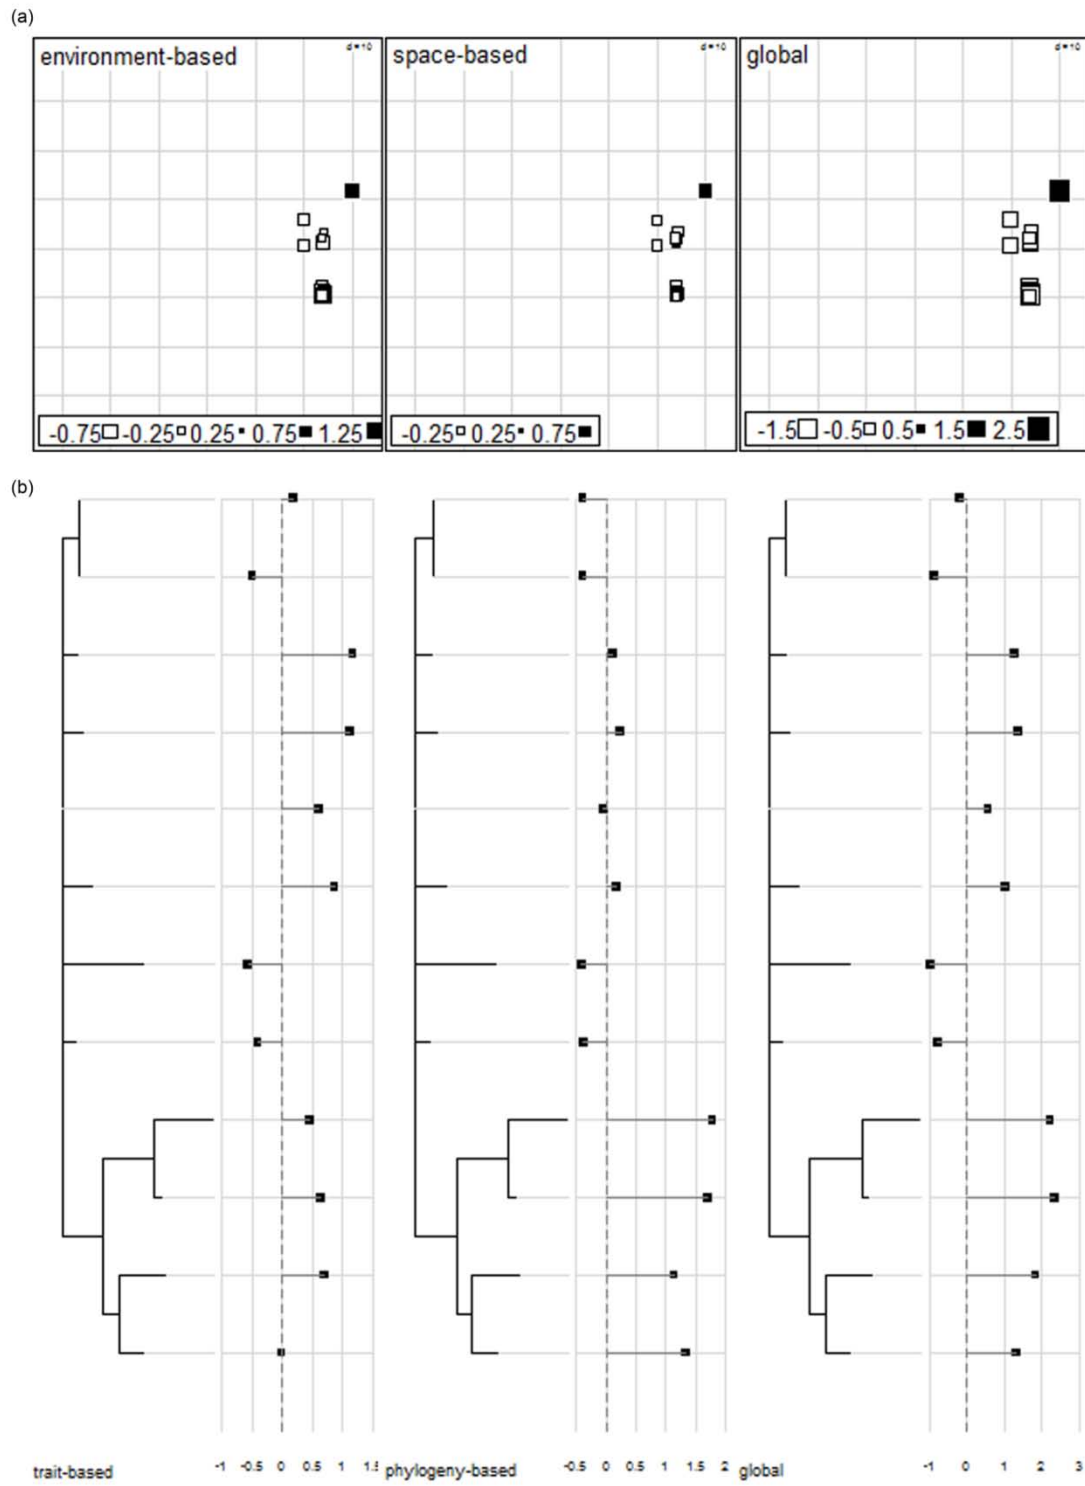 (a)
environment-based d = 10
space-based d = 10
global d = 10
-0.75 -0.25 0.25 0.75 1.25
-0.25 0.25 0.75
-1.5 -0.5 0.5 1.5 2.5
(b)
trait-based -1 -0.5 0 0.5 1 1.5
phylogeny-based -0.5 0 0.5 1 1.5 2
global -1 0 1 2 3